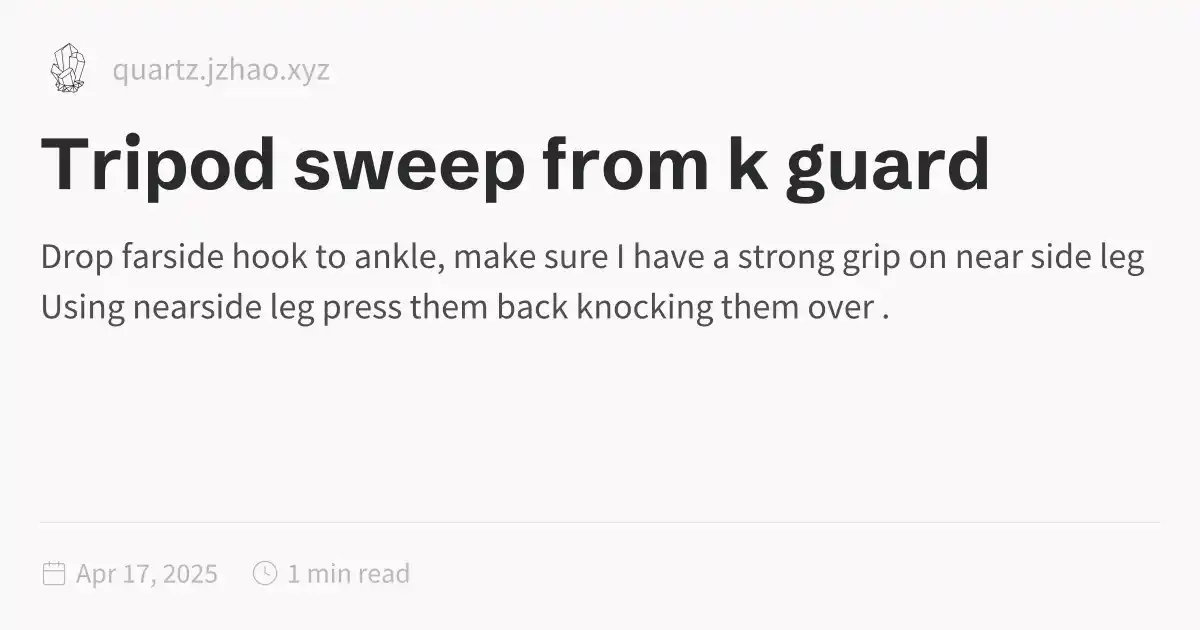 quartz.jzhao.xyz
Tripod sweep from k guard
Drop farside hook to ankle, make sure I have a strong grip on near side leg
Using nearside leg press them back knocking them over .
Apr 17, 2025 1 min read